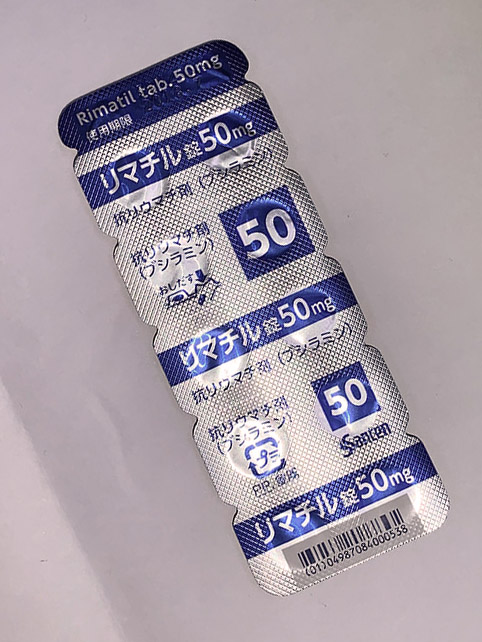 Rimatil tab.50mg
使用期限
リマチル錠50mg
抗リウマチ剤(ブシラミン)
抗リウマチ剤
(ブシラミン)
50
おしだす
リマチル錠50mg
抗リウマチ剤(ブシラミン)
抗リウマチ剤
(ブシラミン)
50
プラ
Santen
リマチル錠50mg
(01)04987084000538